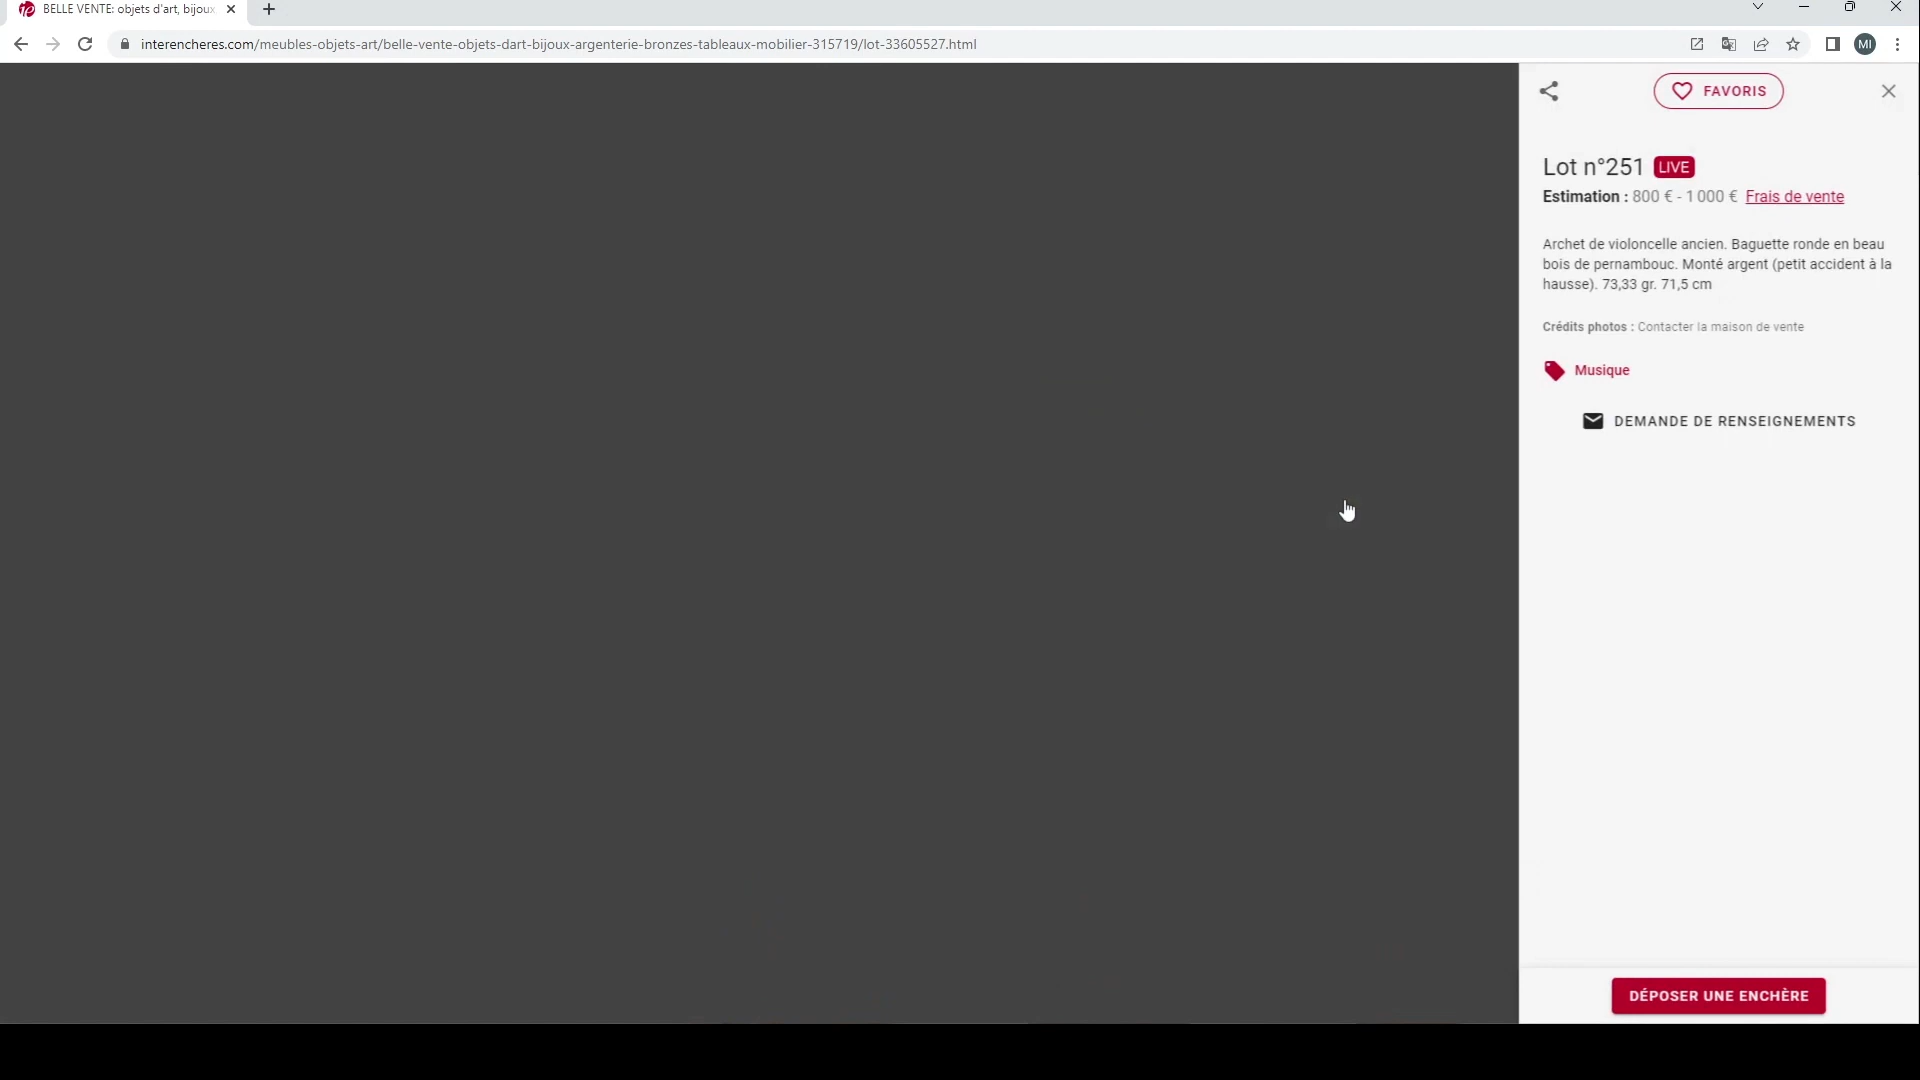 BELLE VENTE: objets d'art, bijoux
interencheres.com/meubles-objets-art/belle-vente-objets-dart-bijoux-argenterie-bronzes-tableaux-mobilier-315719/lot-33605527.html
MI
FAVORIS
Lot n°251 LIVE
Estimation : 800 € - 1 000 € Frais de vente
Archet de violoncelle ancien. Baguette ronde en beau
bois de pernambouc. Monté argent (petit accident à la
hausse). 73,33 gr. 71,5 cm
Crédits photos : Contacter la maison de vente
Musique
DEMANDE DE RENSEIGNEMENTS
DÉPOSER UNE ENCHÈRE